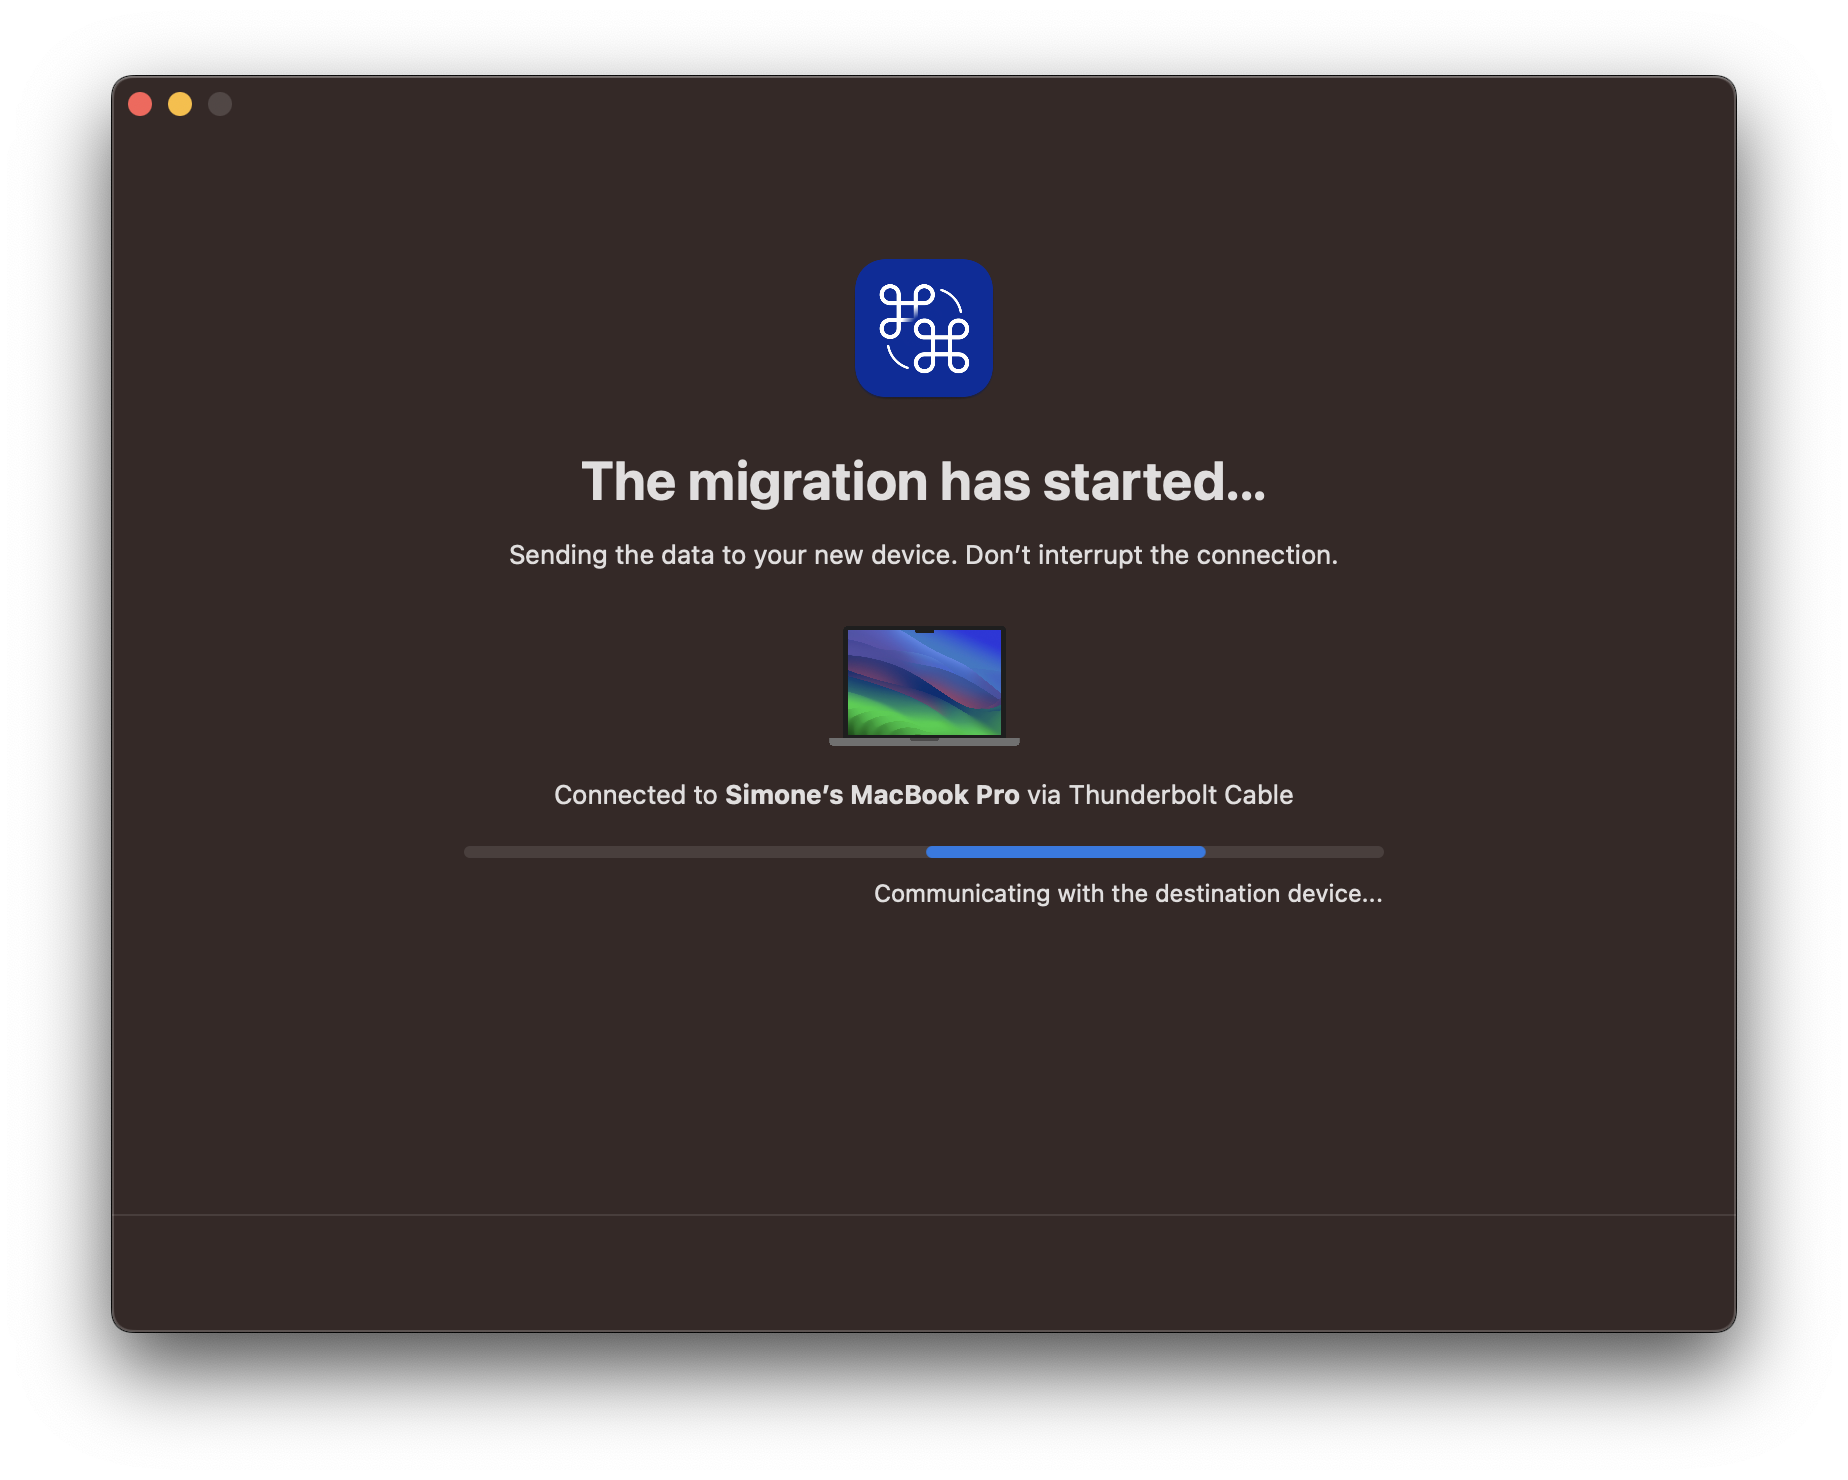 The migration has started...
Sending the data to your new device. Don’t interrupt the connection.
Connected to Simone’s MacBook Pro via Thunderbolt Cable
Communicating with the destination device...